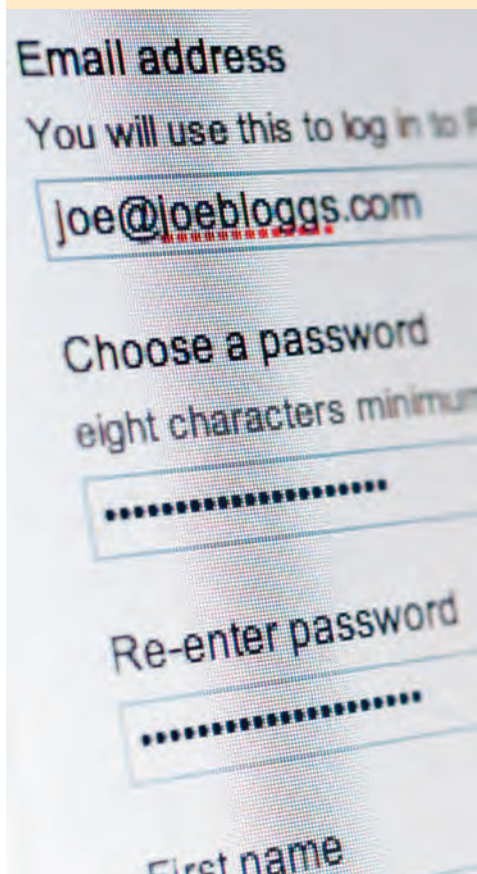 Email address
You will use this to log in to
joe@joebloggs.com
Choose a password
eight characters minimum
•••••••••••••••••••••
Re-enter password
•••••••••••••••••••••
First name